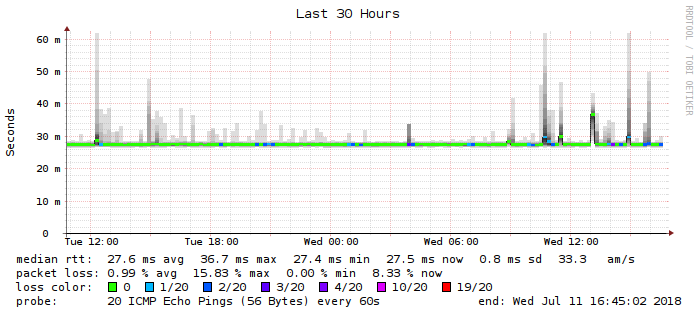 Last 30 Hours
RRDTOOL / TOBI OETIKER
Seconds
60 m
50 m
40 m
30 m
20 m
10 m
0
Tue 12:00 Tue 18:00 Wed 00:00 Wed 06:00 Wed 12:00
median rtt: 27.6 ms avg 36.7 ms max 27.4 ms min 27.5 ms now 0.8 ms sd 33.3 am/s
packet loss: 0.99 % avg 15.83 % max 0.00 % min 8.33 % now
loss color: 0 1/20 2/20 3/20 4/20 10/20 19/20
probe: 20 ICMP Echo Pings (56 Bytes) every 60s end: Wed Jul 11 16:45:02 2018